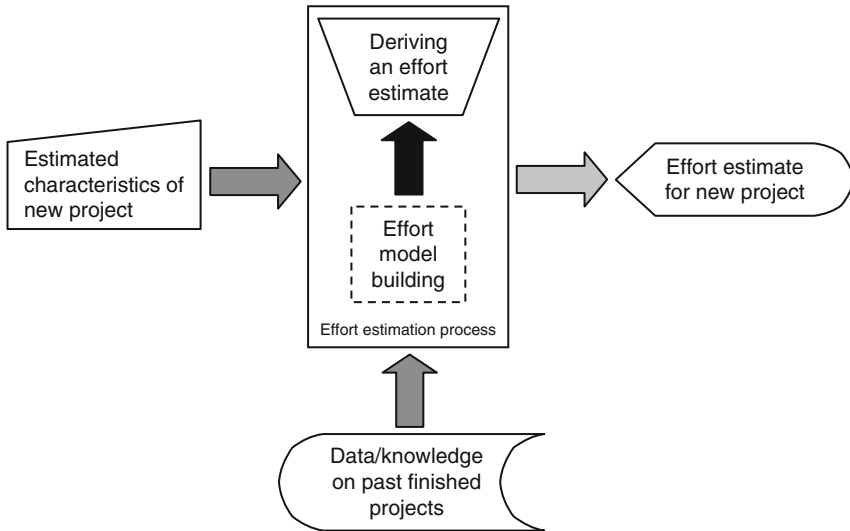 Deriving
an effort
estimate
Estimated
characteristics of
new project
Effort estimate
for new project
Effort
model
building
Effort estimation process
Data/knowledge
on past finished
projects